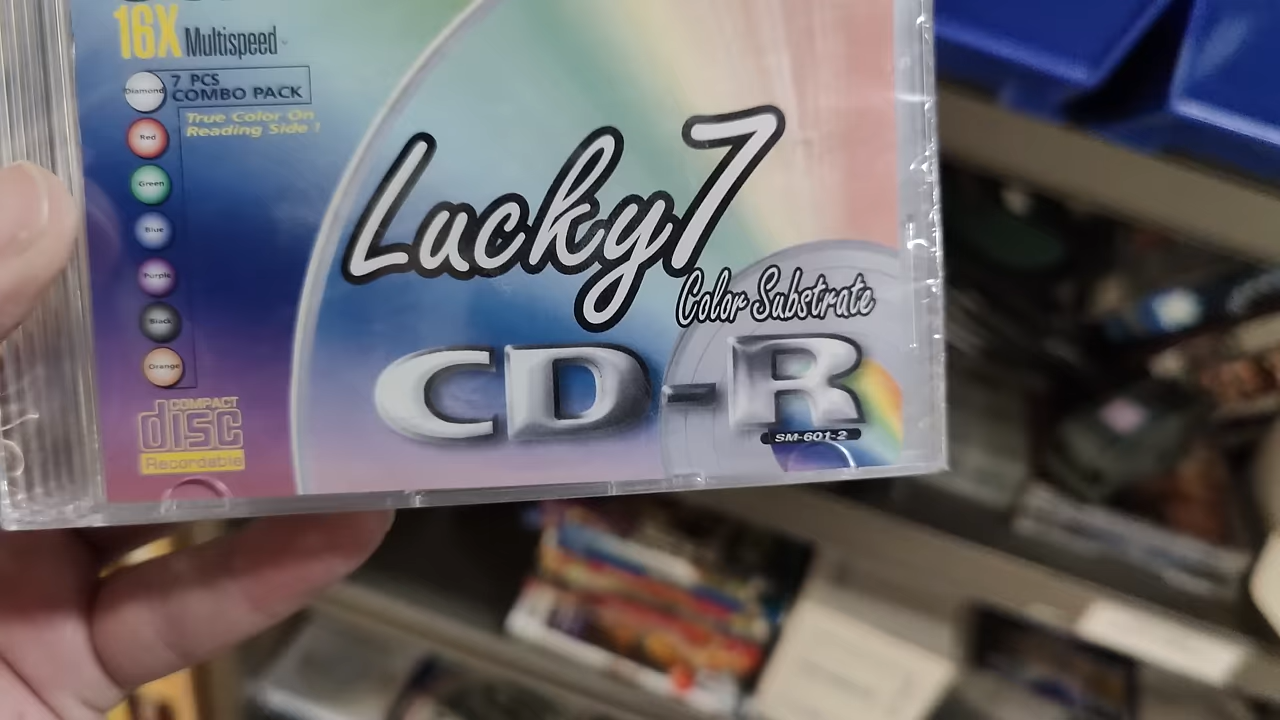 16X Multispeed
Diamond
7 PCS
COMBO PACK
True Color On
Reading Side !
Red
Green
Blue
Purple
Black
Orange
Lucky7
Color Substrate
CD-R
SM-601-2
COMPACT
disc
Recordable